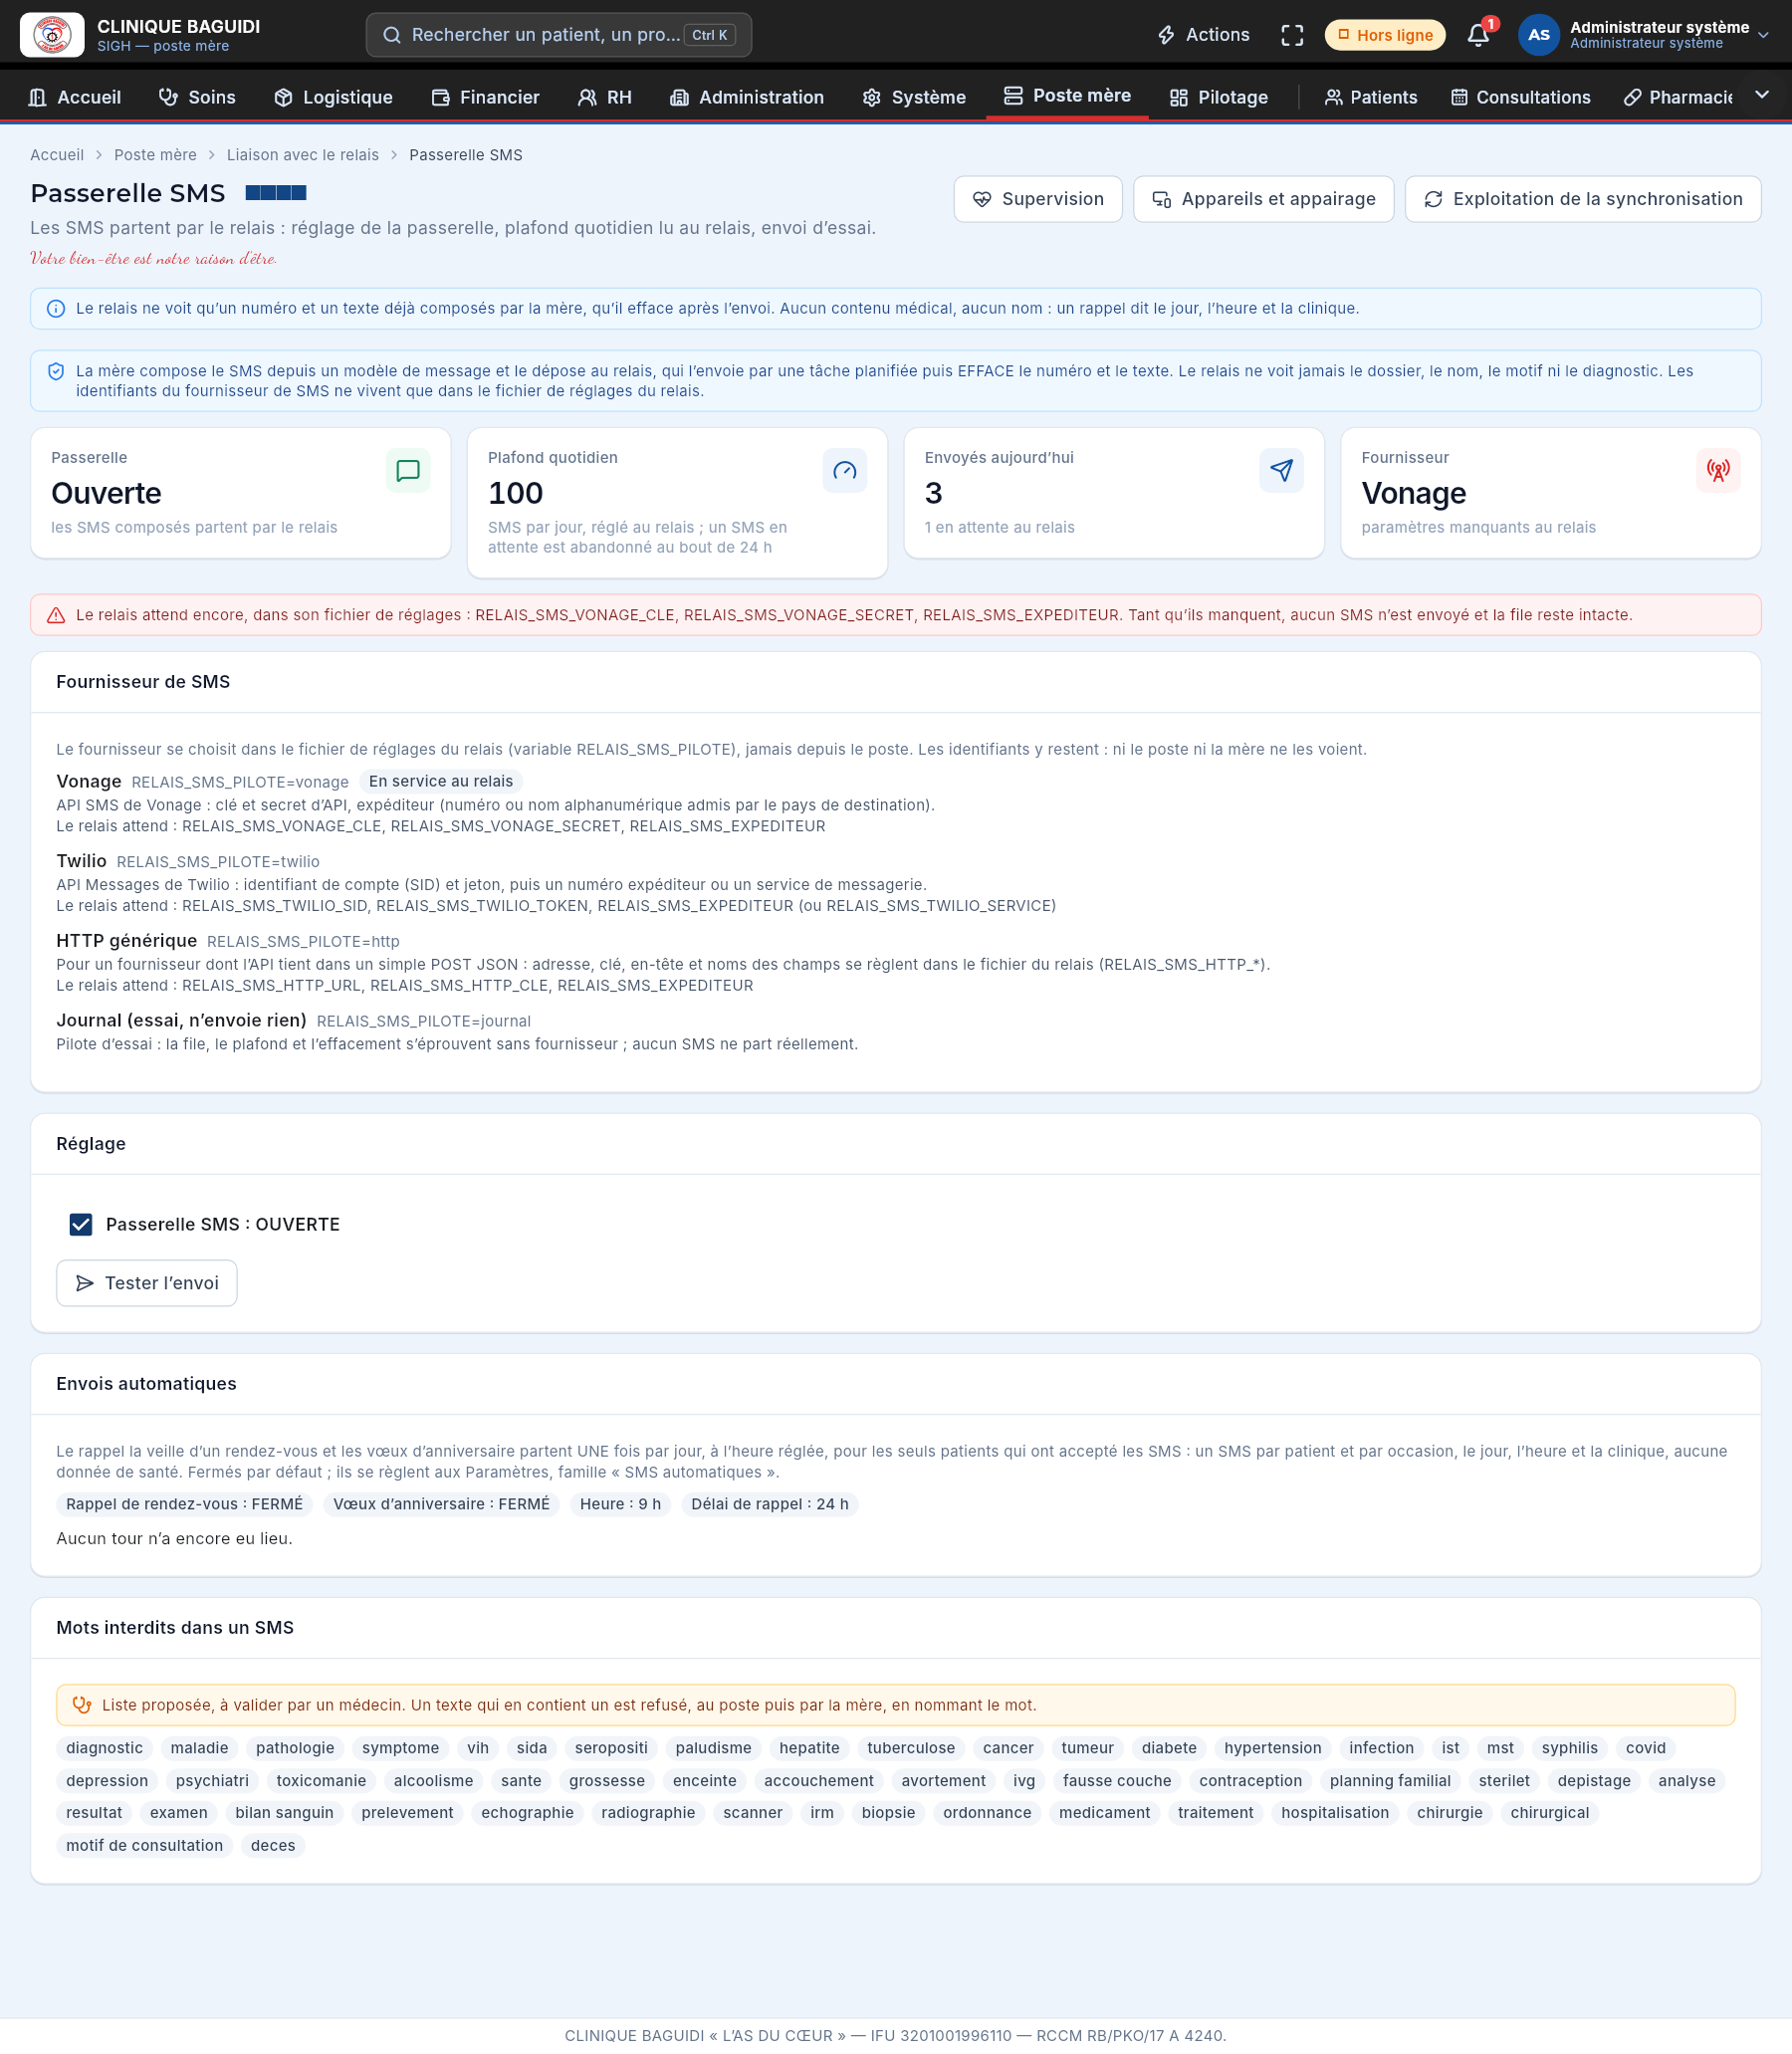 CLINIQUE BAGUIDI
SIGH — poste mère
Rechercher un patient, un pro... Ctrl K
Actions
Hors ligne
1
AS
Administrateur système
Administrateur système
Accueil
Soins
Logistique
Financier
RH
Administration
Système
Poste mère
Pilotage
Patients
Consultations
Pharmacie
Accueil > Poste mère > Liaison avec le relais > Passerelle SMS
Passerelle SMS
Supervision
Appareils et appairage
Exploitation de la synchronisation
Les SMS partent par le relais : réglage de la passerelle, plafond quotidien lu au relais, envoi d’essai.
Votre bien-être est notre raison d'être.
Le relais ne voit qu’un numéro et un texte déjà composés par la mère, qu’il efface après l’envoi. Aucun contenu médical, aucun nom : un rappel dit le jour, l’heure et la clinique.
La mère compose le SMS depuis un modèle de message et le dépose au relais, qui l’envoie par une tâche planifiée puis EFFACE le numéro et le texte. Le relais ne voit jamais le dossier, le nom, le motif ni le diagnostic. Les
identifiants du fournisseur de SMS ne vivent que dans le fichier de réglages du relais.
Passerelle
Ouverte
les SMS composés partent par le relais
Plafond quotidien
100
SMS par jour, réglé au relais ; un SMS en
attente est abandonné au bout de 24 h
Envoyés aujourd’hui
3
1 en attente au relais
Fournisseur
Vonage
paramètres manquants au relais
Le relais attend encore, dans son fichier de réglages : RELAIS_SMS_VONAGE_CLE, RELAIS_SMS_VONAGE_SECRET, RELAIS_SMS_EXPEDITEUR. Tant qu’ils manquent, aucun SMS n’est envoyé et la file reste intacte.
Fournisseur de SMS
Le fournisseur se choisit dans le fichier de réglages du relais (variable RELAIS_SMS_PILOTE), jamais depuis le poste. Les identifiants y restent : ni le poste ni la mère ne les voient.
Vonage RELAIS_SMS_PILOTE=vonage En service au relais
API SMS de Vonage : clé et secret d’API, expéditeur (numéro ou nom alphanumérique admis par le pays de destination).
Le relais attend : RELAIS_SMS_VONAGE_CLE, RELAIS_SMS_VONAGE_SECRET, RELAIS_SMS_EXPEDITEUR
Twilio RELAIS_SMS_PILOTE=twilio
API Messages de Twilio : identifiant de compte (SID) et jeton, puis un numéro expéditeur ou un service de messagerie.
Le relais attend : RELAIS_SMS_TWILIO_SID, RELAIS_SMS_TWILIO_TOKEN, RELAIS_SMS_EXPEDITEUR (ou RELAIS_SMS_TWILIO_SERVICE)
HTTP générique RELAIS_SMS_PILOTE=http
Pour un fournisseur dont l’API tient dans un simple POST JSON : adresse, clé, en-tête et noms des champs se règlent dans le fichier du relais (RELAIS_SMS_HTTP_*).
Le relais attend : RELAIS_SMS_HTTP_URL, RELAIS_SMS_HTTP_CLE, RELAIS_SMS_EXPEDITEUR
Journal (essai, n’envoie rien) RELAIS_SMS_PILOTE=journal
Pilote d’essai : la file, le plafond et l’effacement s’éprouvent sans fournisseur ; aucun SMS ne part réellement.
Réglage
Passerelle SMS : OUVERTE
Tester l’envoi
Envois automatiques
Le rappel la veille d’un rendez-vous et les vœux d’anniversaire partent UNE fois par jour, à l’heure réglée, pour les seuls patients qui ont accepté les SMS : un SMS par patient et par occasion, le jour, l’heure et la clinique, aucune
donnée de santé. Fermés par défaut ; ils se règlent aux Paramètres, famille « SMS automatiques ».
Rappel de rendez-vous : FERMÉ Vœux d’anniversaire : FERMÉ Heure : 9 h Délai de rappel : 24 h
Aucun tour n’a encore eu lieu.
Mots interdits dans un SMS
Liste proposée, à valider par un médecin. Un texte qui en contient un est refusé, au poste puis par la mère, en nommant le mot.
diagnostic maladie pathologie symptome vih sida seropositi paludisme hepatite tuberculose cancer tumeur diabete hypertension infection ist mst syphilis covid
depression psychiatri toxicomanie alcoolisme sante grossesse enceinte accouchement avortement ivg fausse couche contraception planning familial sterilet depistage analyse
resultat examen bilan sanguin prelevement echographie radiographie scanner irm biopsie ordonnance medicament traitement hospitalisation chirurgie chirurgical
motif de consultation deces
CLINIQUE BAGUIDI « L’AS DU CŒUR » — IFU 3201001996110 — RCCM RB/PKO/17 A 4240.